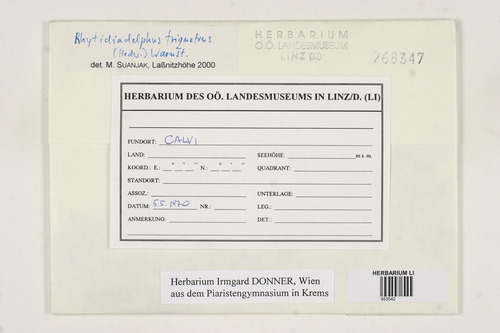 Rhytidiadelphus triquetrus
(Hedw.) Warnst.
det. M. SUANJAK, Laßnitzhöhe 2000
HERBARIUM
O.Ö. LANDESMUSEUM
LINZ
268347
HERBARIUM DES OÖ. LANDESMUSEUMS IN LINZ/D. (LI)
FUNDORT: CALVI
LAND: SEEHÖHE: m s. m.
KOORD.: E.: ° ' '' N.: ° ' '' QUADRANT:
STANDORT:
ASSOZ.: UNTERLAGE:
DATUM: 5.5.1970 NR.: LEG.:
ANMERKUNG: DET.:
Herbarium Irmgard DONNER, Wien
aus dem Piaristengymnasium in Krems
HERBARIUM LI